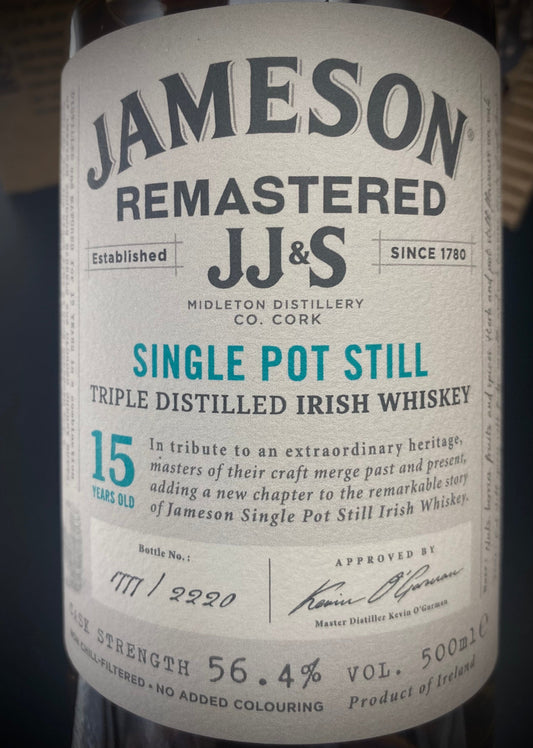 JAMESON®
REMASTERED
Established JJ&S SINCE 1780
MIDLETON DISTILLERY
CO. CORK
SINGLE POT STILL
TRIPLE DISTILLED IRISH WHISKEY
15
YEARS OLD
In tribute to an extraordinary heritage,
masters of their craft merge past and present,
adding a new chapter to the remarkable story
of Jameson Single Pot Still Irish Whiskey.
Bottle No.:
1777/2220
APPROVED BY
Kevin O'Gorman
Master Distiller Kevin O'Gorman
CASK STRENGTH 56.4% VOL. 500ml e
NON CHILL-FILTERED • NO ADDED COLOURING
Product of Ireland